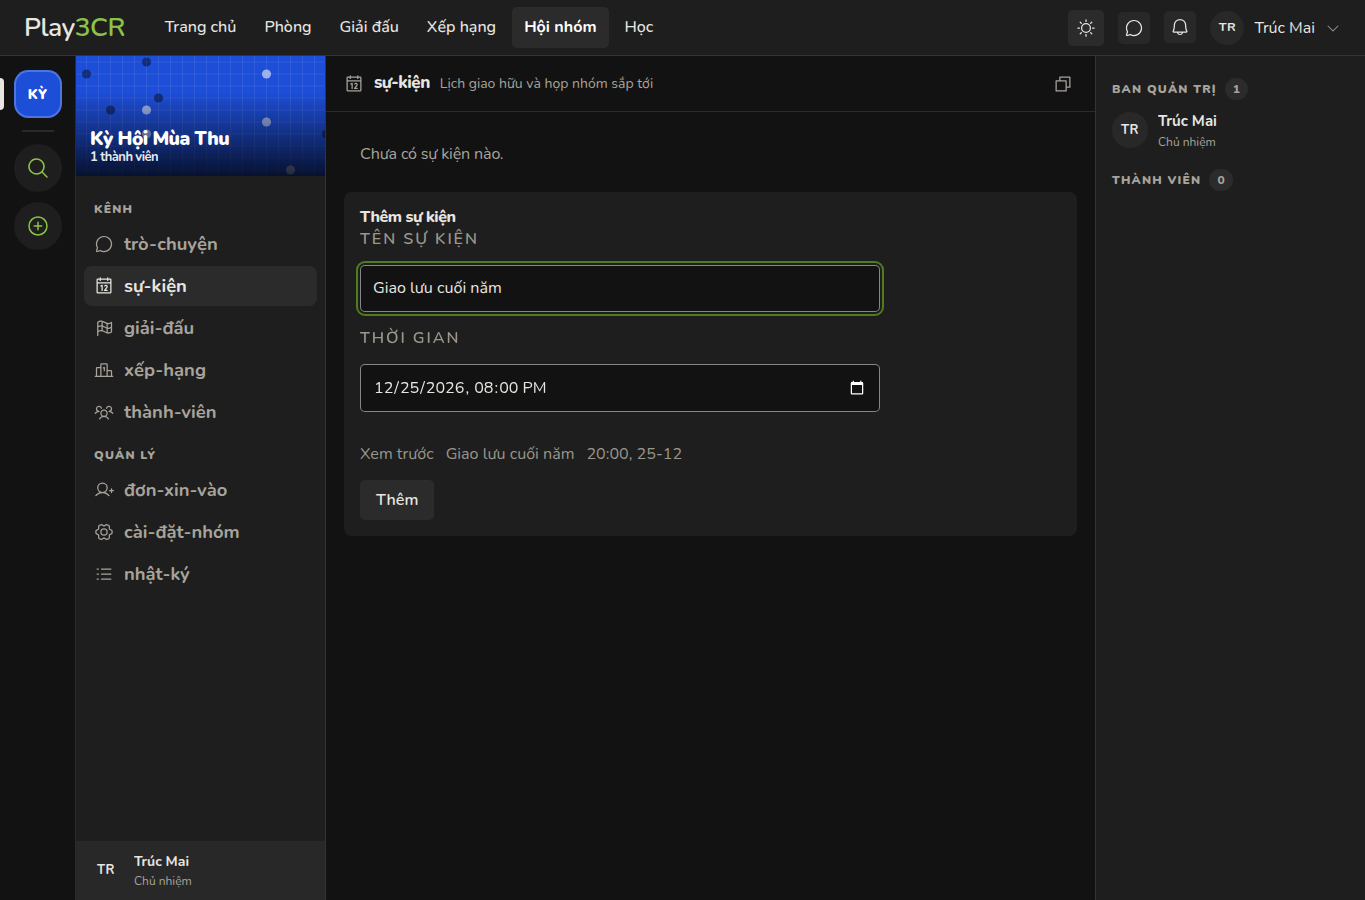 Play3CR
Trang chủ
Phòng
Giải đấu
Xếp hạng
Hội nhóm
Học
TR
Trúc Mai
KỲ
Kỳ Hội Mùa Thu
1 thành viên
KÊNH
trò-chuyện
sự-kiện
giải-đấu
xếp-hạng
thành-viên
QUẢN LÝ
đơn-xin-vào
cài-đặt-nhóm
nhật-ký
TR
Trúc Mai
Chủ nhiệm
sự-kiện Lịch giao hữu và họp nhóm sắp tới
Chưa có sự kiện nào.
Thêm sự kiện
TÊN SỰ KIỆN
Giao lưu cuối năm
THỜI GIAN
12/25/2026, 08:00 PM
Xem trước Giao lưu cuối năm 20:00, 25-12
Thêm
BAN QUẢN TRỊ 1
TR
Trúc Mai
Chủ nhiệm
THÀNH VIÊN 0